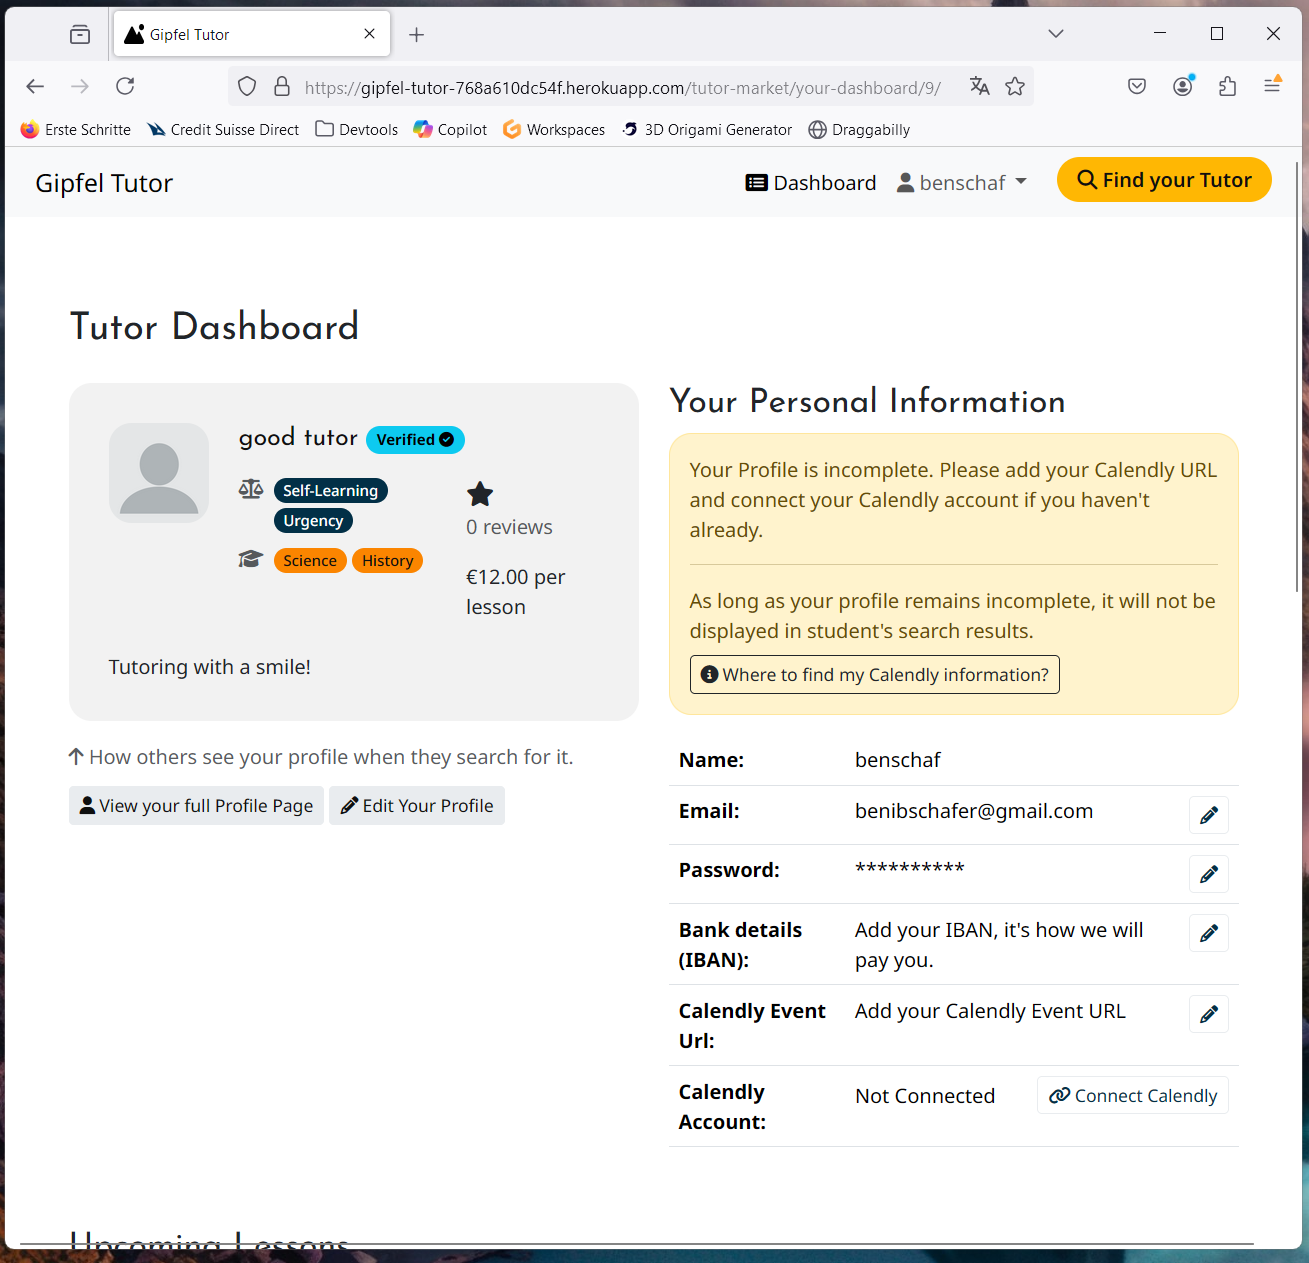 Gipfel Tutor
https://gipfel-tutor-768a610dc54f.herokuapp.com/tutor-market/your-dashboard/9/
Erste Schritte
Credit Suisse Direct
Devtools
Copilot
Workspaces
3D Origami Generator
Draggabilly
Gipfel Tutor
Dashboard
benschaf
Find your Tutor
Tutor Dashboard
good tutor Verified
Self-Learning
Urgency
Science History
0 reviews
€12.00 per
lesson
Tutoring with a smile!
How others see your profile when they search for it.
View your full Profile Page
Edit Your Profile
Your Personal Information
Your Profile is incomplete. Please add your Calendly URL
and connect your Calendly account if you haven't
already.
As long as your profile remains incomplete, it will not be
displayed in student's search results.
Where to find my Calendly information?
Name: benschaf
Email: benibschafer@gmail.com
Password: **********
Bank details
(IBAN):
Add your IBAN, it's how we will
pay you.
Calendly Event
Url:
Add your Calendly Event URL
Calendly
Account:
Not Connected
Connect Calendly
Upcoming Lessons